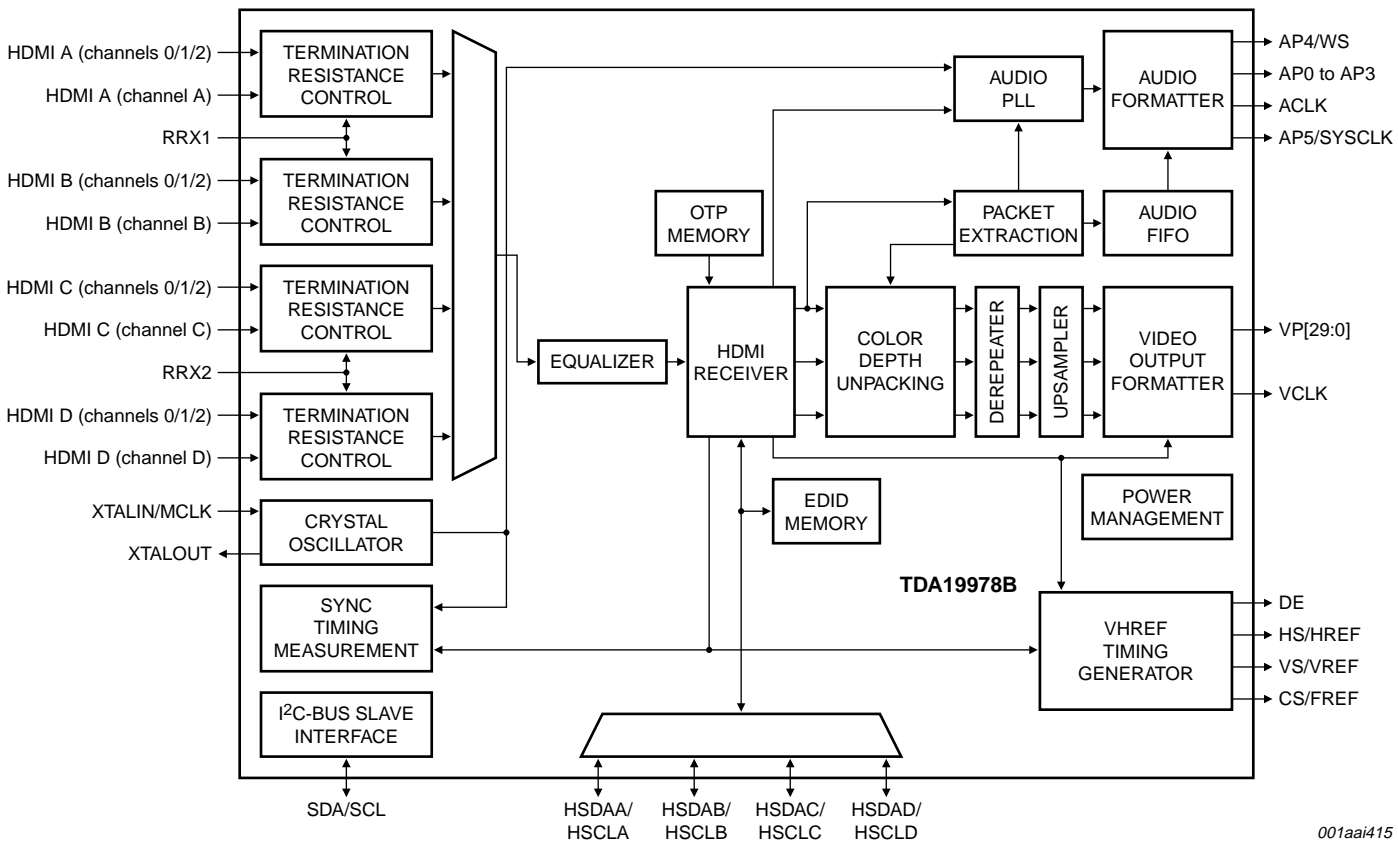 HDMI A (channels 0/1/2)
HDMI A (channel A)
RRX1
HDMI B (channels 0/1/2)
HDMI B (channel B)
HDMI C (channels 0/1/2)
HDMI C (channel C)
RRX2
HDMI D (channels 0/1/2)
HDMI D (channel D)
XTALIN/MCLK
XTALOUT
TERMINATION
RESISTANCE
CONTROL
TERMINATION
RESISTANCE
CONTROL
TERMINATION
RESISTANCE
CONTROL
TERMINATION
RESISTANCE
CONTROL
CRYSTAL
OSCILLATOR
SYNC
TIMING
MEASUREMENT
I2C-BUS SLAVE
INTERFACE
SDA/SCL
EQUALIZER
OTP
MEMORY
HDMI
RECEIVER
EDID
MEMORY
HSDAA/
HSCLA
HSDAB/
HSCLB
HSDAC/
HSCLC
HSDAD/
HSCLD
AUDIO
PLL
AUDIO
FORMATTER
PACKET
EXTRACTION
AUDIO
FIFO
COLOR
DEPTH
UNPACKING
DEREPEATER
UPSAMPLER
VIDEO
OUTPUT
FORMATTER
POWER
MANAGEMENT
TDA19978B
VHREF
TIMING
GENERATOR
AP4/WS
AP0 to AP3
ACLK
AP5/SYSCLK
VP[29:0]
VCLK
DE
HS/HREF
VS/VREF
CS/FREF
001aai415